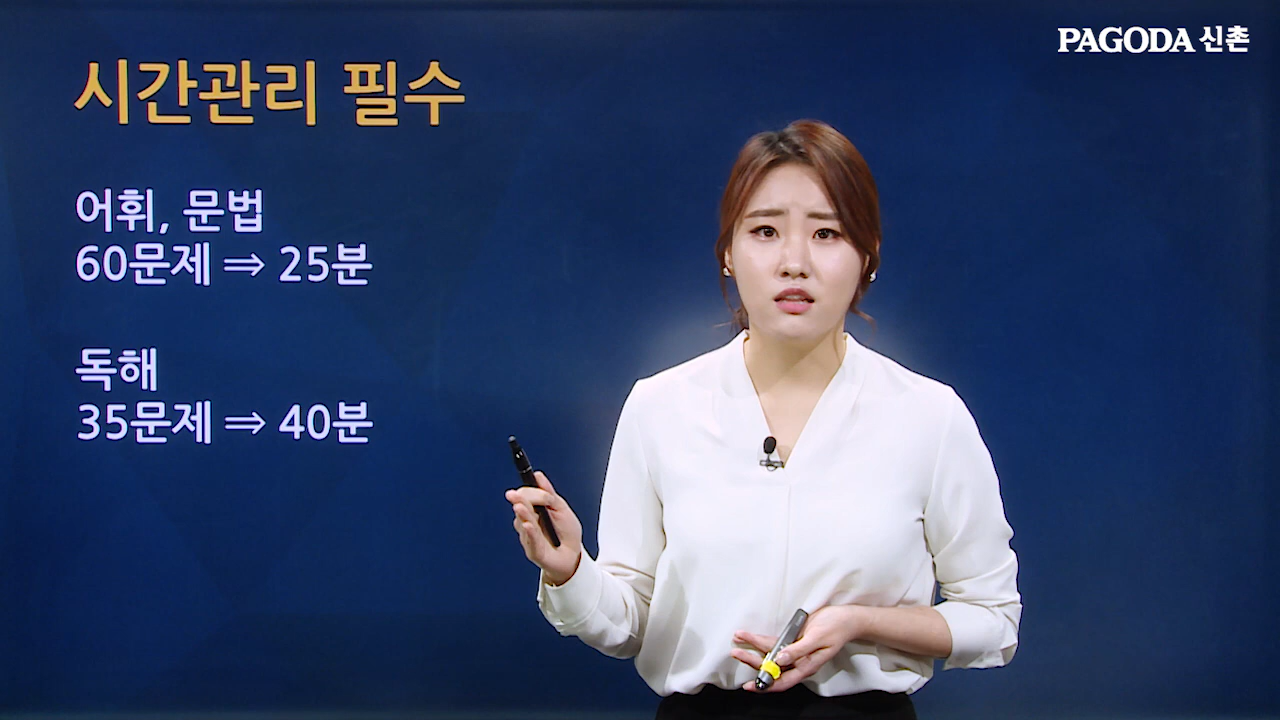 PAGODA 신촌
시간관리 필수
어휘, 문법
60문제 ⇒ 25분
독해
35문제 ⇒ 40분